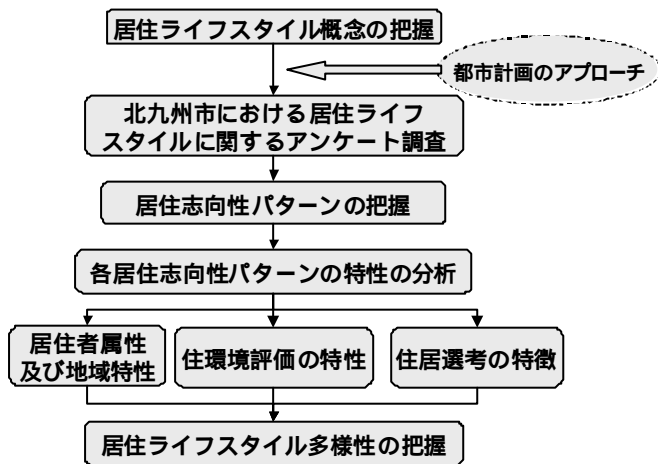 居住ライフスタイル概念の把握
都市計画のアプローチ
北九州市における居住ライフ
スタイルに関するアンケート調査
居住志向性パターンの把握
各居住志向性パターンの特性の分析
居住者属性
及び地域特性
住環境評価の特性
住居選考の特徴
居住ライフスタイル多様性の把握